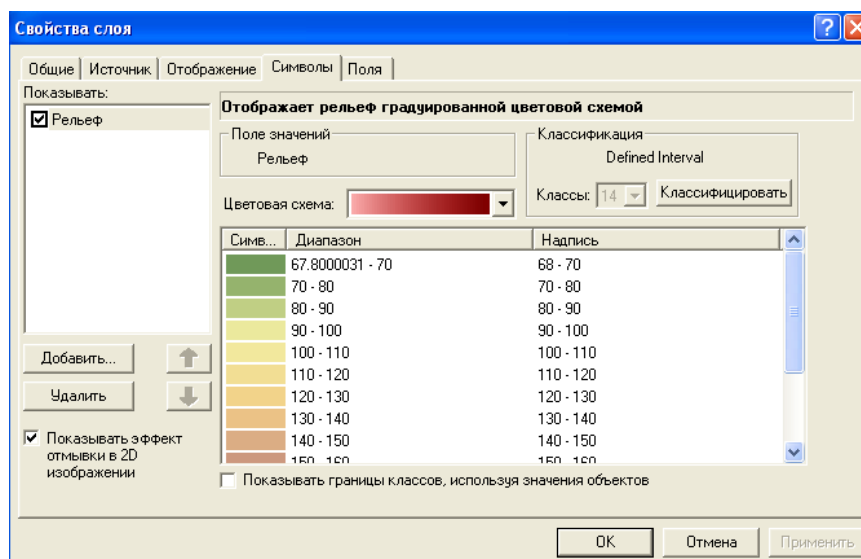 Свойства слоя
Общие Источник Отображение Символы Поля
Показывать:
Рельеф
Отображает рельеф градуированной цветовой схемой
Поле значений
Рельеф
Классификация
Defined Interval
Классы: 14 Классифицировать
Цветовая схема:
Симв... Диапазон Надпись
67.8000031 - 70 68 - 70
70 - 80 70 - 80
80 - 90 80 - 90
90 - 100 90 - 100
100 - 110 100 - 110
110 - 120 110 - 120
120 - 130 120 - 130
130 - 140 130 - 140
140 - 150 140 - 150
150 - 160 150 - 160
Добавить...
Удалить
Показывать эффект
отмывки в 2D
изображении
Показывать границы классов, используя значения объектов
OK Отмена Применить